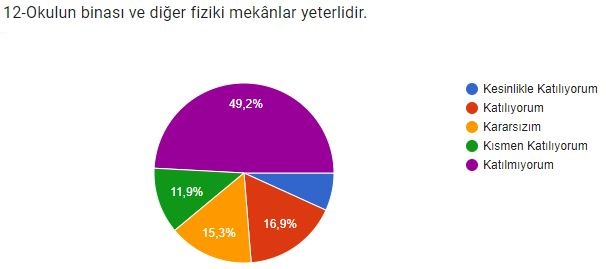 12-Okulun binası ve diğer fiziki mekânlar yeterlidir.
49,2%
11,9%
15,3%
16,9%
Kesinlikle Katılıyorum
Katılıyorum
Kararsızım
Kısmen Katılıyorum
Katılmıyorum